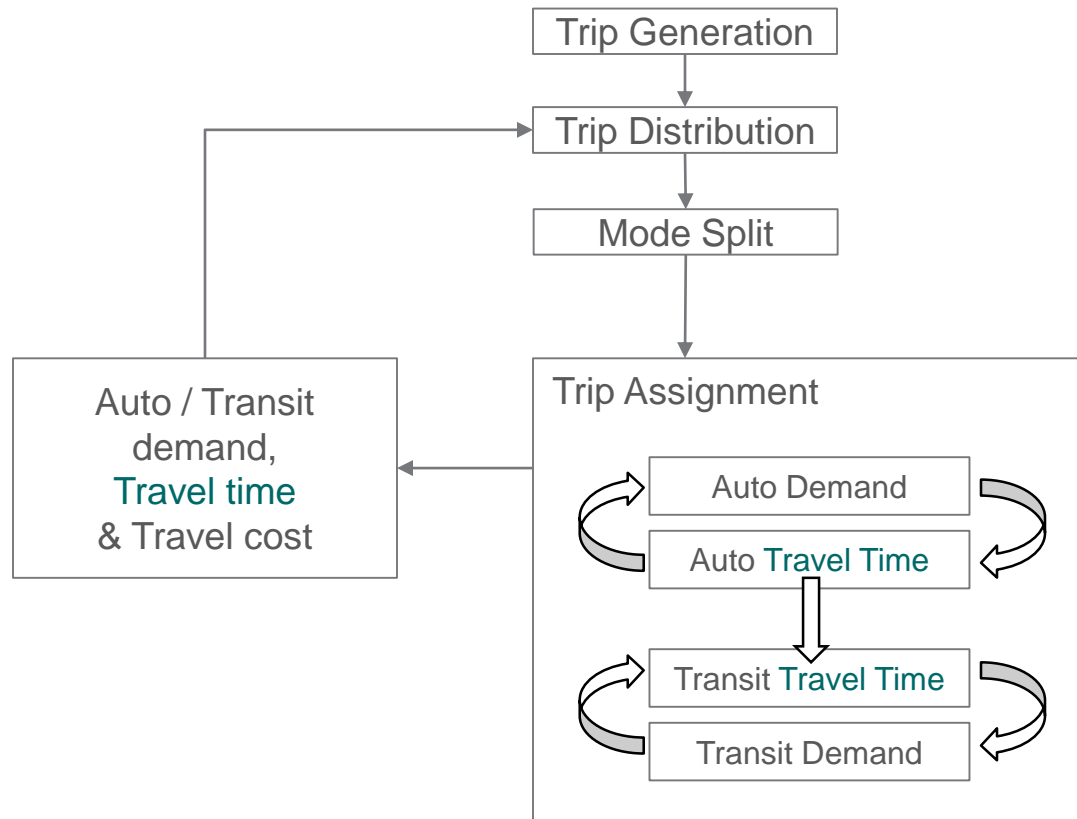 Trip Generation
Trip Distribution
Mode Split
Auto / Transit
demand,
Travel time
& Travel cost
Trip Assignment
Auto Demand
Auto Travel Time
Transit Travel Time
Transit Demand